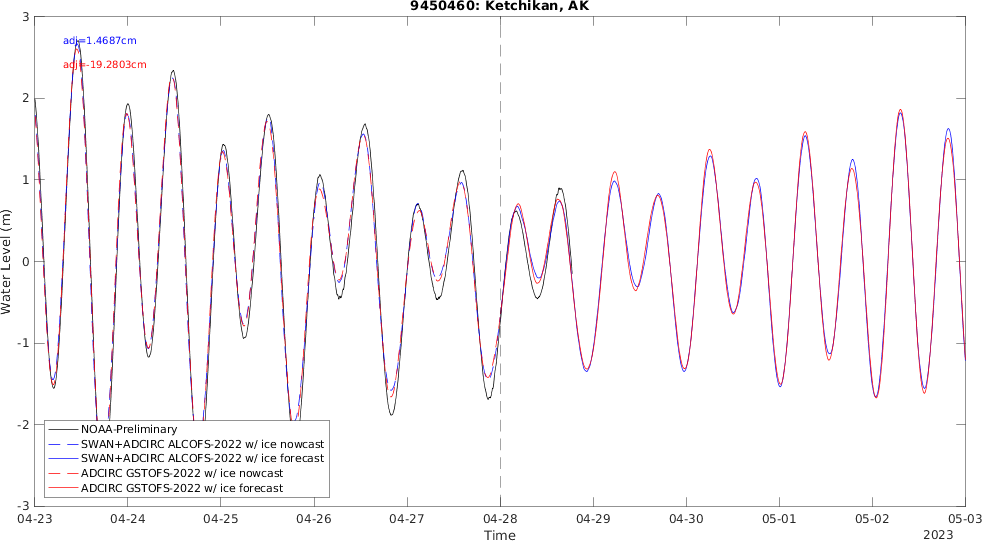 9450460: Ketchikan, AK
adj=1.4687cm
adj=-19.2803cm
Water Level (m)
3
2
1
0
-1
-2
-3
NOAA-Preliminary
SWAN+ADCIRC ALCOFS-2022 w/ ice nowcast
SWAN+ADCIRC ALCOFS-2022 w/ ice forecast
ADCIRC GSTOFS-2022 w/ ice nowcast
ADCIRC GSTOFS-2022 w/ ice forecast
04-23 04-24 04-25 04-26 04-27 04-28 04-29 04-30 05-01 05-02 05-03
Time
2023